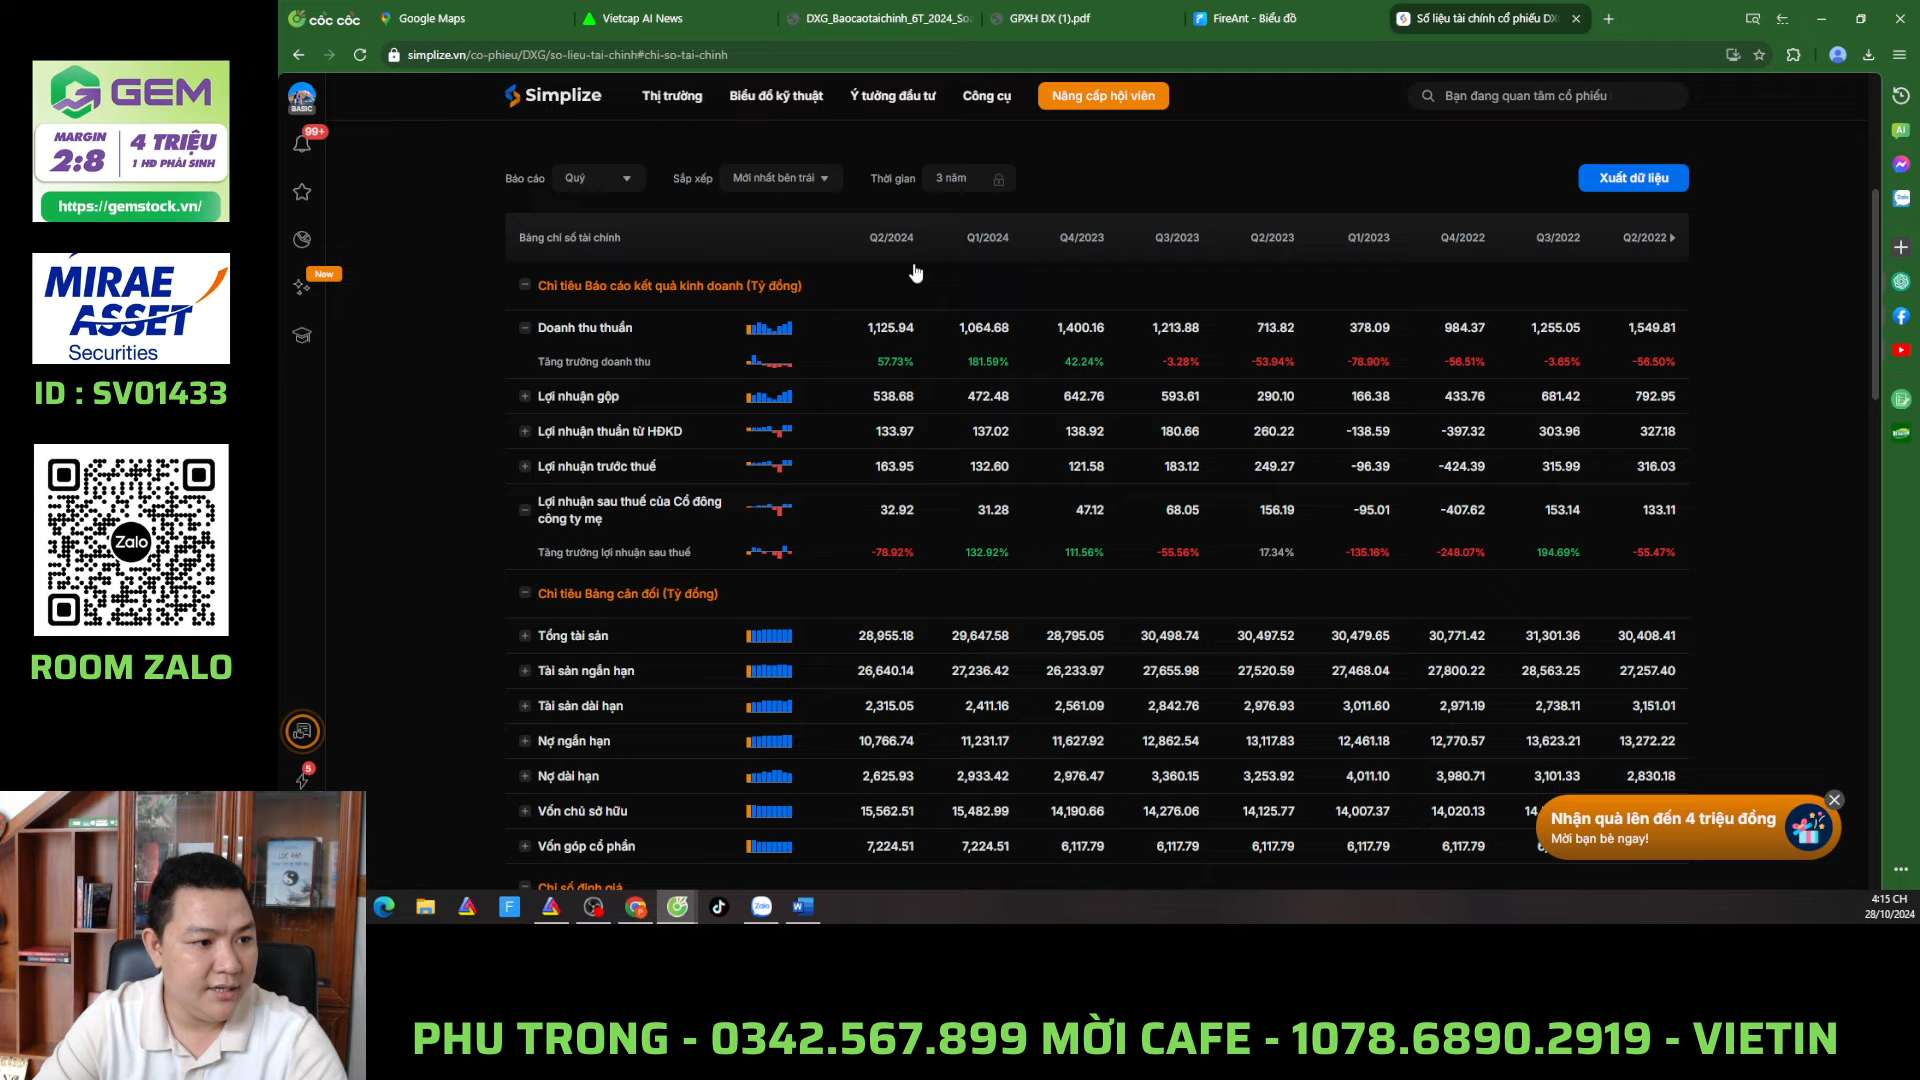 GEM
MARGIN 2:8
4 TRIỆU
1 HĐ PHÁI SINH
https://gemstock.vn/
MIRAE ASSET
Securities
ID : SV01433
Zalo
ROOM ZALO
cốc cốc
Google Maps
Vietcap AI News
DXG_Baocaotaichinh_6T_2024_So
GPXH DX (1).pdf
FireAnt - Biểu đồ
Số liệu tài chính cổ phiếu DX
simplize.vn/co-phieu/DXG/so-lieu-tai-chinh#chi-so-tai-chinh
BASIC
99+
New
5
Simplize
Thị trường
Biểu đồ kỹ thuật
Ý tưởng đầu tư
Công cụ
Nâng cấp hội viên
Bạn đang quan tâm cổ phiếu
Báo cáo
Quý
Sắp xếp
Mới nhất bên trái
Thời gian
3 năm
Xuất dữ liệu
Bảng chỉ số tài chính Q2/2024 Q1/2024 Q4/2023 Q3/2023 Q2/2023 Q1/2023 Q4/2022 Q3/2022 Q2/2022
Chỉ tiêu Báo cáo kết quả kinh doanh (Tỷ đồng)
Doanh thu thuần 1,125.94 1,064.68 1,400.16 1,213.88 713.82 378.09 984.37 1,255.05 1,549.81
Tăng trưởng doanh thu 57.73% 181.59% 42.24% -3.28% -53.94% -78.90% -56.51% -3.65% -56.50%
Lợi nhuận gộp 538.68 472.48 642.76 593.61 290.10 166.38 433.76 681.42 792.95
Lợi nhuận thuần từ HĐKD 133.97 137.02 138.92 180.66 260.22 -138.59 -397.32 303.96 327.18
Lợi nhuận trước thuế 163.95 132.60 121.58 183.12 249.27 -96.39 -424.39 315.99 316.03
Lợi nhuận sau thuế của Cổ đông
công ty mẹ 32.92 31.28 47.12 68.05 156.19 -95.01 -407.62 153.14 133.11
Tăng trưởng lợi nhuận sau thuế -78.92% 132.92% 111.56% -55.56% 17.34% -135.16% -248.07% 194.69% -55.47%
Chỉ tiêu Bảng cân đối (Tỷ đồng)
Tổng tài sản 28,955.18 29,647.58 28,795.05 30,498.74 30,497.52 30,479.65 30,771.42 31,301.36 30,408.41
Tài sản ngắn hạn 26,640.14 27,236.42 26,233.97 27,655.98 27,520.59 27,468.04 27,800.22 28,563.25 27,257.40
Tài sản dài hạn 2,315.05 2,411.16 2,561.09 2,842.76 2,976.93 3,011.60 2,971.19 2,738.11 3,151.01
Nợ ngắn hạn 10,766.74 11,231.17 11,627.92 12,862.54 13,117.83 12,461.18 12,770.57 13,623.21 13,272.22
Nợ dài hạn 2,625.93 2,933.42 2,976.47 3,360.15 3,253.92 4,011.10 3,980.71 3,101.33 2,830.18
Vốn chủ sở hữu 15,562.51 15,482.99 14,190.66 14,276.06 14,125.77 14,007.37 14,020.13 14,
Vốn góp cổ phần 7,224.51 7,224.51 6,117.79 6,117.79 6,117.79 6,117.79 6,117.79 6,
Chỉ số định giá
Nhận quà lên đến 4 triệu đồng
Mời bạn bè ngay!
4:15 CH
28/10/2024
PHU TRONG - 0342.567.899 MỜI CAFE - 1078.6890.2919 - VIETIN